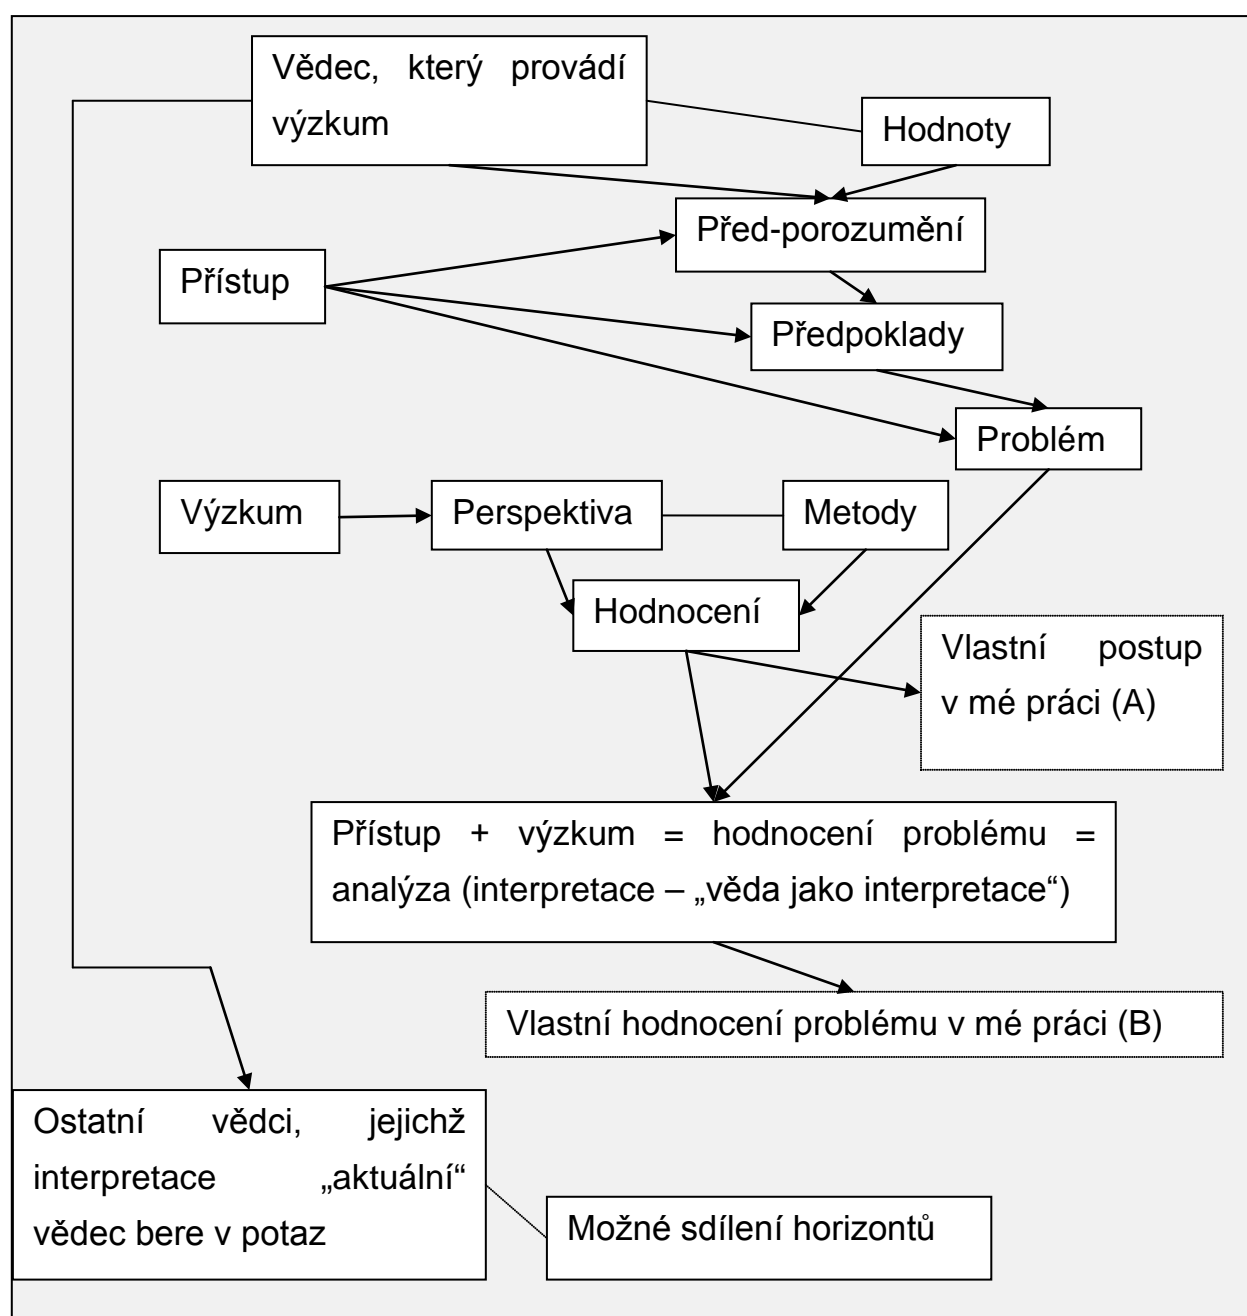 Vědec, který provádí
výzkum
Hodnoty
Před-porozumění
Přístup
Předpoklady
Problém
Výzkum
Perspektiva
Metody
Hodnocení
Vlastní postup
v mé práci (A)
Přístup + výzkum = hodnocení problému =
analýza (interpretace – „věda jako interpretace“)
Vlastní hodnocení problému v mé práci (B)
Ostatní vědci, jejichž
interpretace „aktuální“
vědec bere v potaz
Možné sdílení horizontů